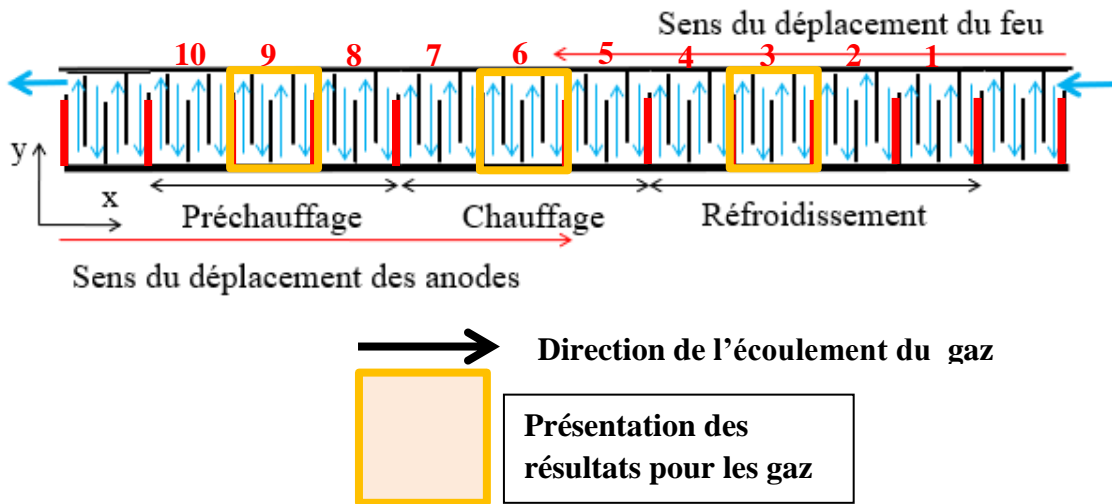 Sens du déplacement du feu
10 9 8 7 6 5 4 3 2 1
y
x
Préchauffage Chauffage Réfroidissement
Sens du déplacement des anodes
Direction de l'écoulement du gaz
Présentation des
résultats pour les gaz